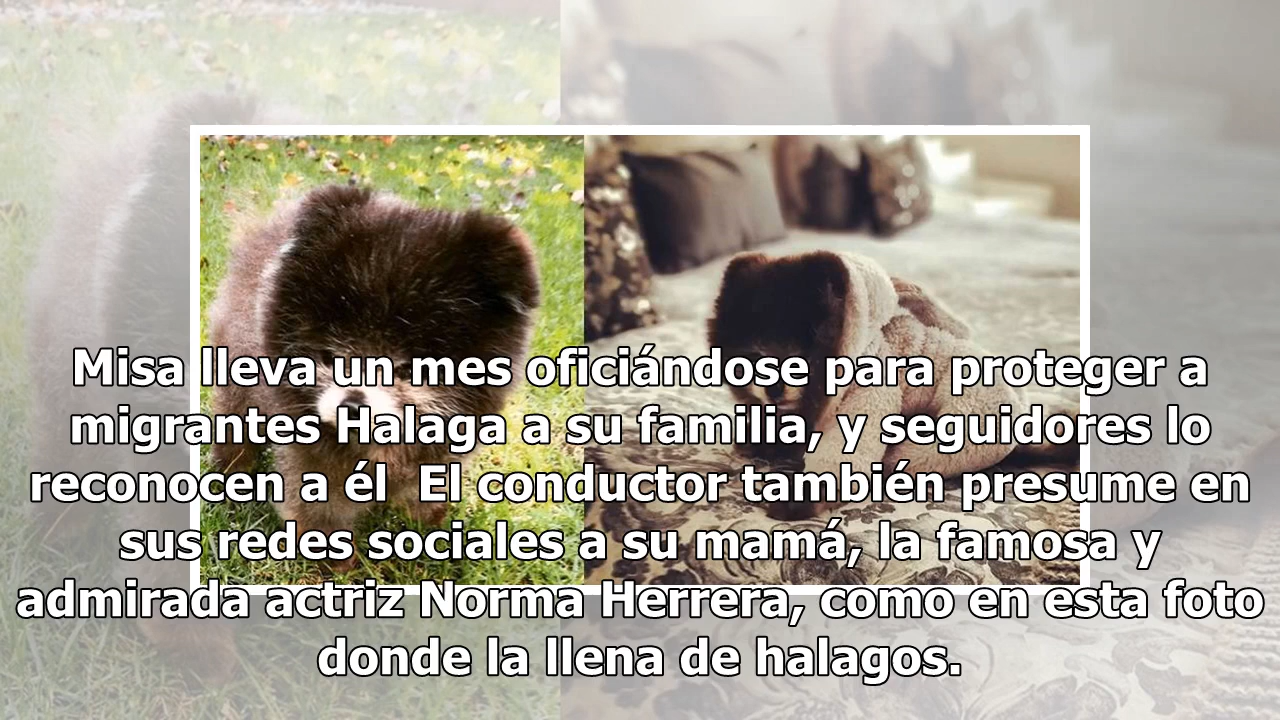 Misa lleva un mes oficiándose para proteger a
migrantes Halaga a su familia, y seguidores lo
reconocen a él  El conductor también presume en
sus redes sociales a su mamá, la famosa y
admirada actriz Norma Herrera, como en esta foto
donde la llena de halagos.